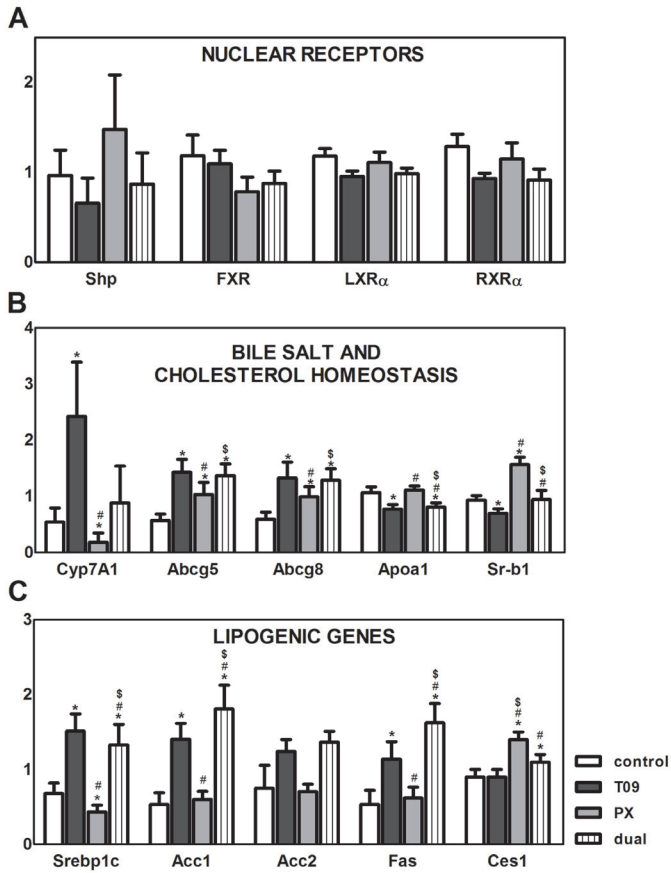 A
NUCLEAR RECEPTORS
2
1
0
Shp FXR LXRα RXRα
B
4
BILE SALT AND
CHOLESTEROL HOMEOSTASIS
3
2
1
0
* # * * # * $ * * # * $ * * # $ # * * # * $ #
Cyp7A1 Abcg5 Abcg8 Apoa1 Sr-b1
C
3
LIPOGENIC GENES
2
1
0
* # * $ # * * # $ # * * # $ # * $ # * # *
Srebp1c Acc1 Acc2 Fas Ces1
control
T09
PX
dual